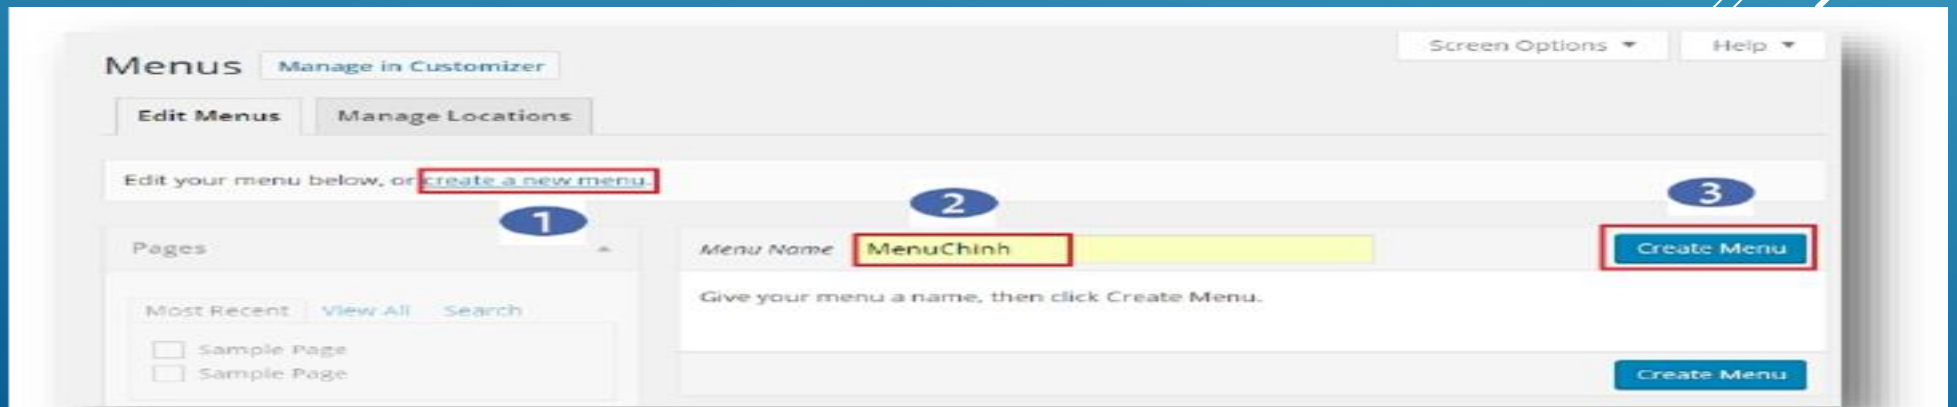 Screen Options Help
Menus Manage in Customizer
Edit Menus Manage Locations
Edit your menu below, or create a new menu.
1
2
3
Pages
Menu Name MenuChinh Create Menu
Most Recent View All Search
Give your menu a name, then click Create Menu.
Sample Page
Sample Page
Create Menu